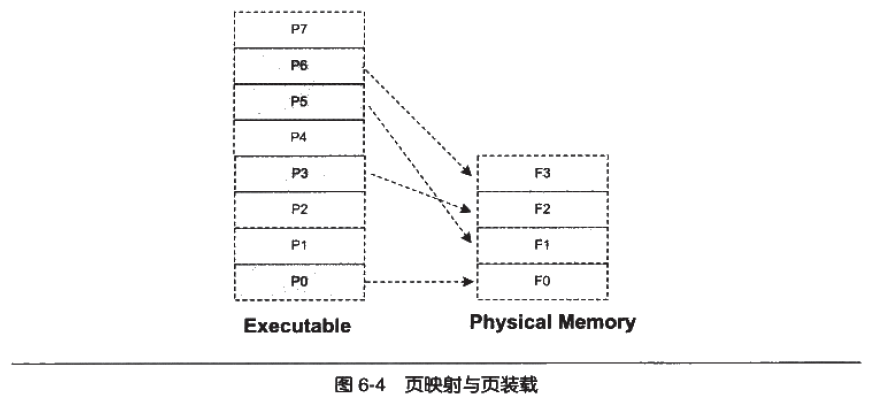 P7
P6
P5
P4
P3
P2
P1
P0
Executable
F3
F2
F1
F0
Physical Memory
图 6-4 页映射与页装载